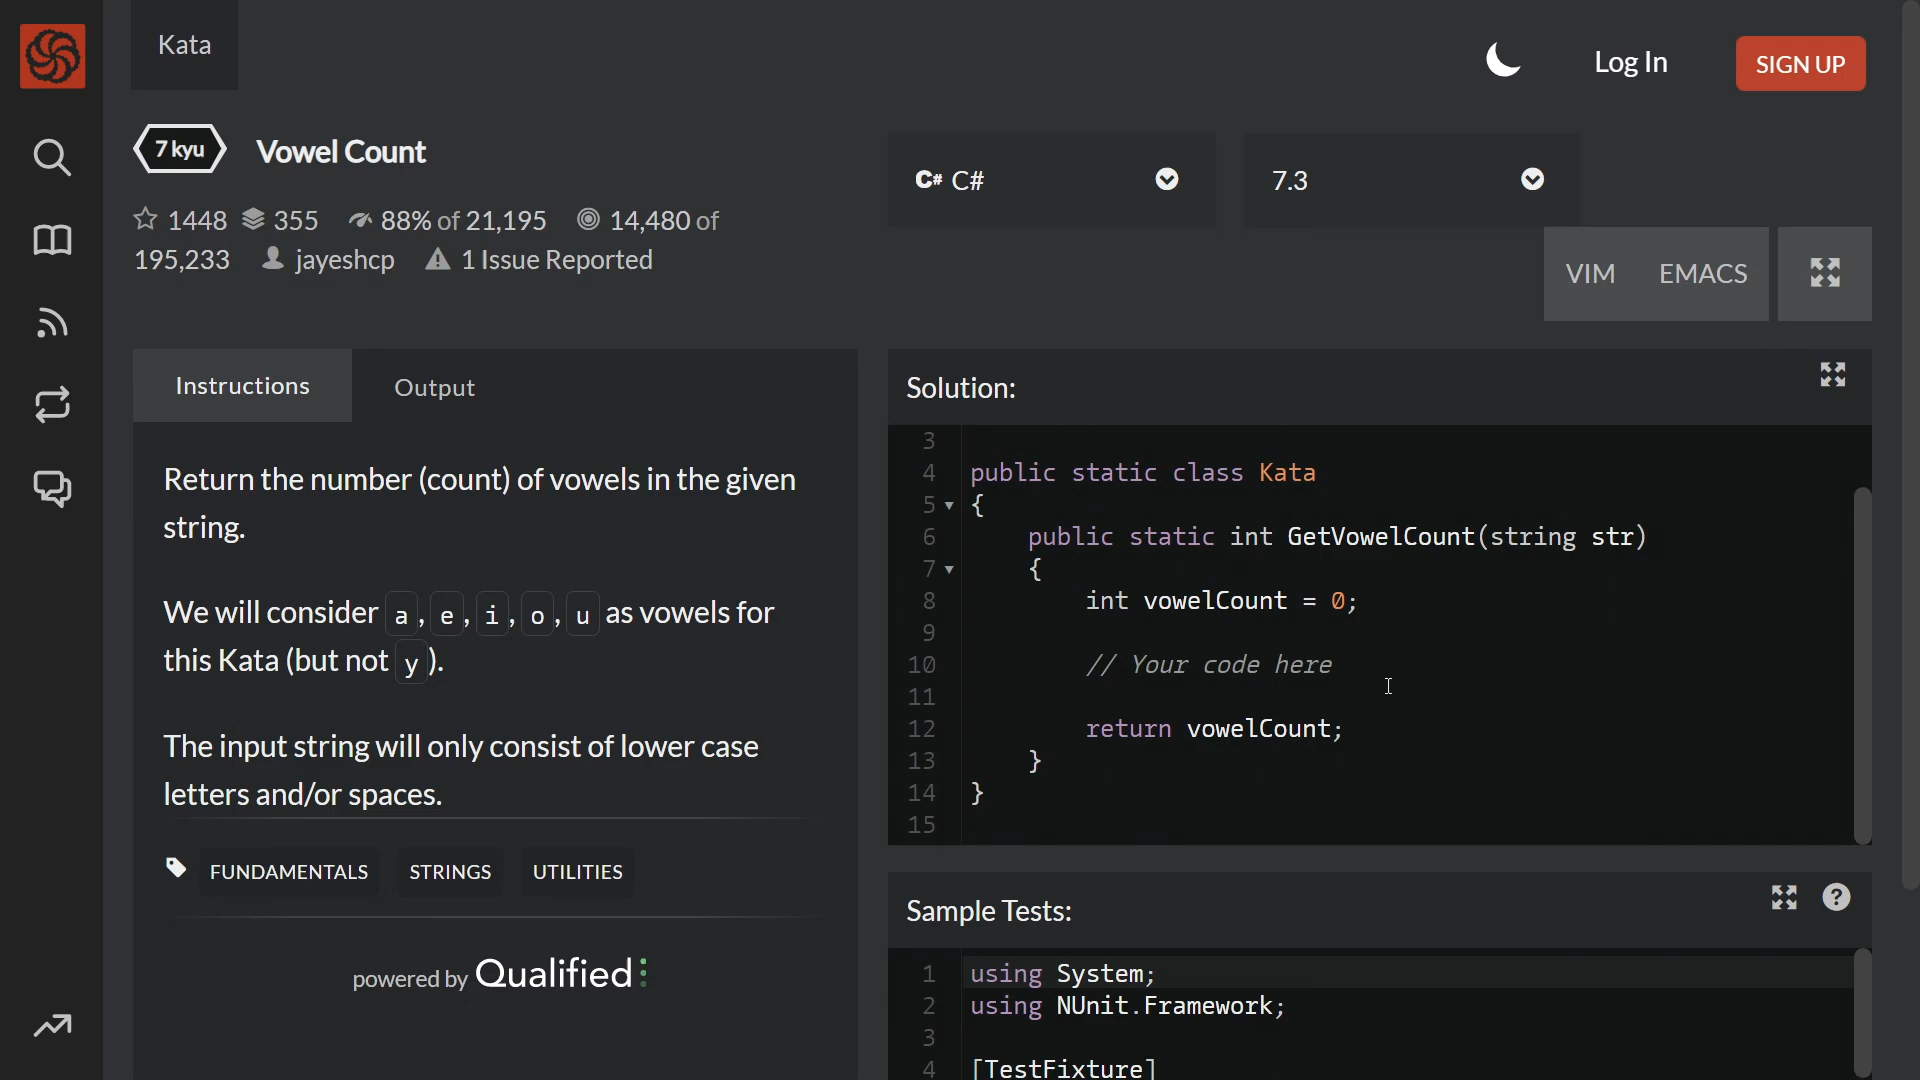 Kata
Log In
SIGN UP
7 kyu
Vowel Count
C# C#
7.3
1448 355 88% of 21,195 14,480 of
195,233 jayeshcp 1 Issue Reported
VIM EMACS
Instructions Output
Return the number (count) of vowels in the given
string.
We will consider a, e, i, o, u as vowels for
this Kata (but not y).
The input string will only consist of lower case
letters and/or spaces.
FUNDAMENTALS STRINGS UTILITIES
powered by Qualified
Solution:
3
4 public static class Kata
5 {
6 public static int GetVowelCount(string str)
7 {
8 int vowelCount = 0;
9
10 // Your code here
11
12 return vowelCount;
13 }
14 }
15
Sample Tests:
?
1 using System;
2 using NUnit.Framework;
3
4 [TestFixture]